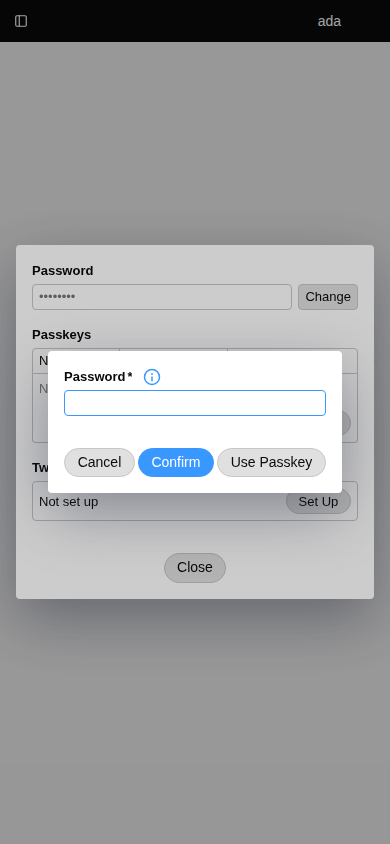 ada
Password
••••••••
Change
Passkeys
Password*
Cancel
Confirm
Use Passkey
Not set up
Set Up
Close